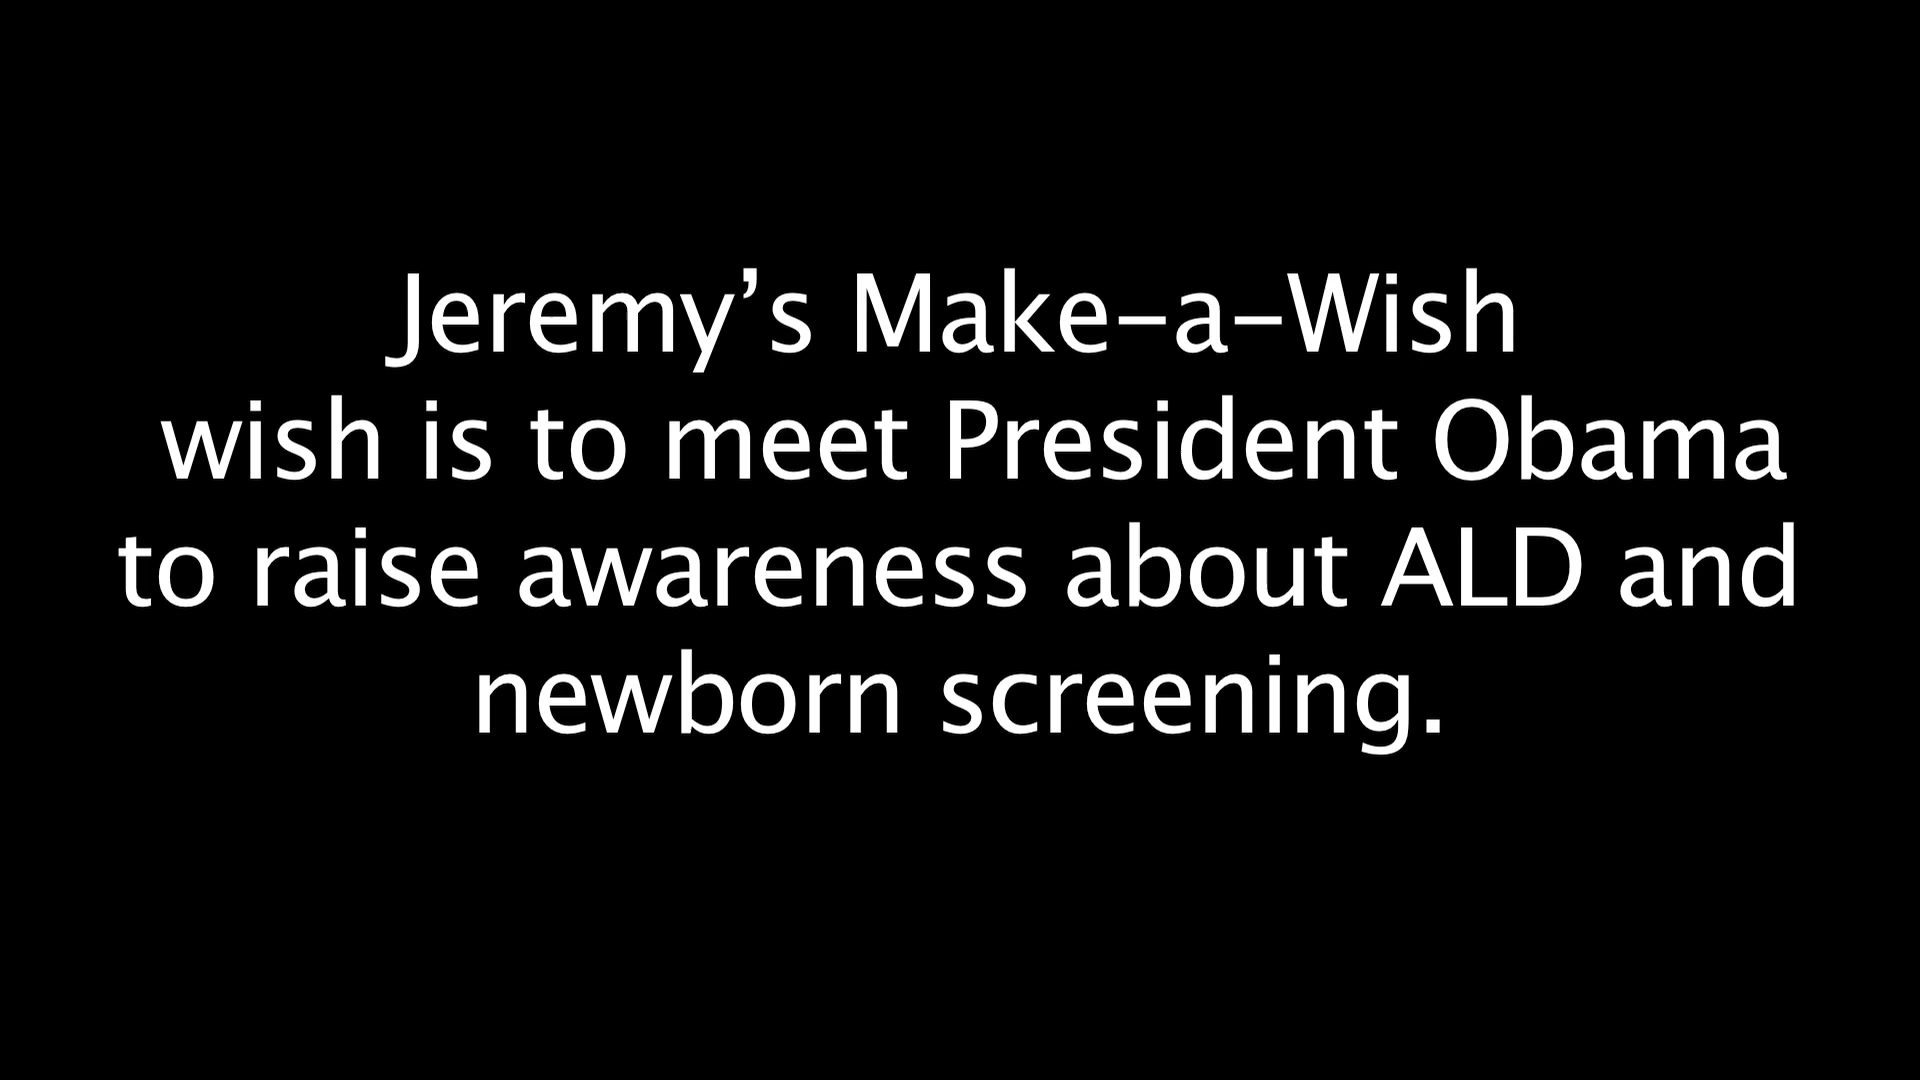 Jeremy’s Make-a-Wish
wish is to meet President Obama
to raise awareness about ALD and
newborn screening.